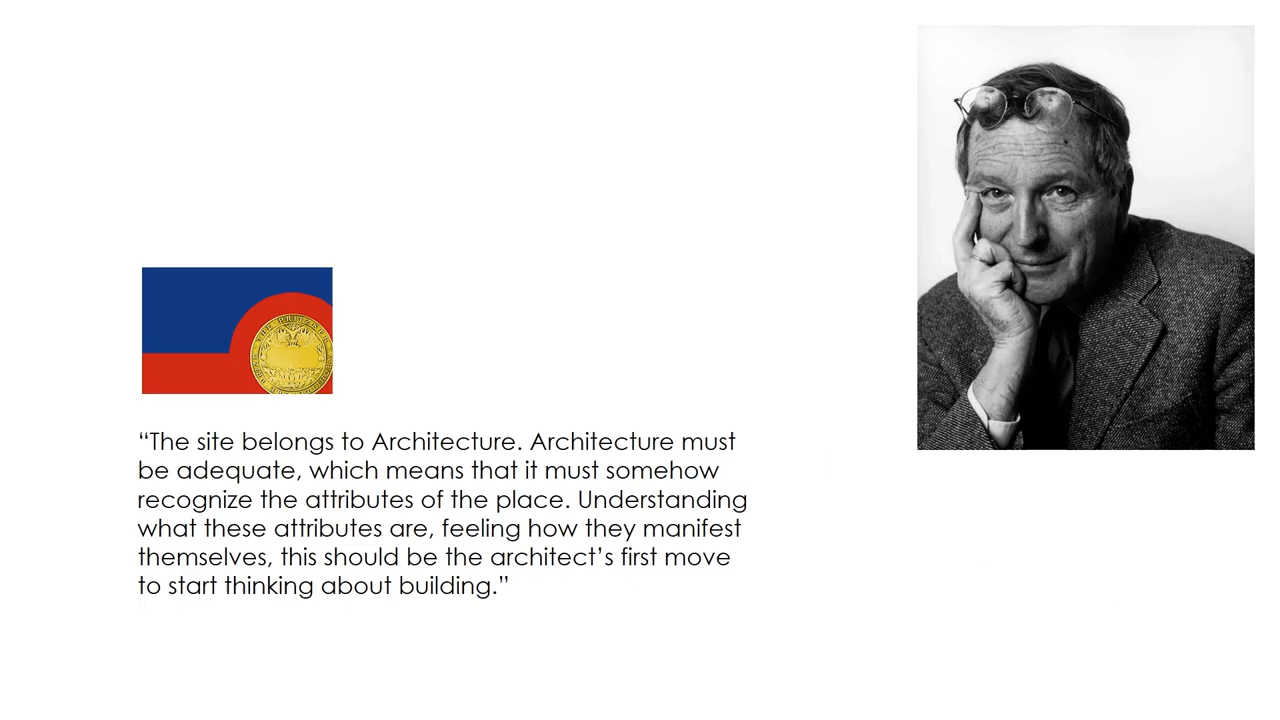 “The site belongs to Architecture. Architecture must
be adequate, which means that it must somehow
recognize the attributes of the place. Understanding
what these attributes are, feeling how they manifest
themselves, this should be the architect’s first move
to start thinking about building.”